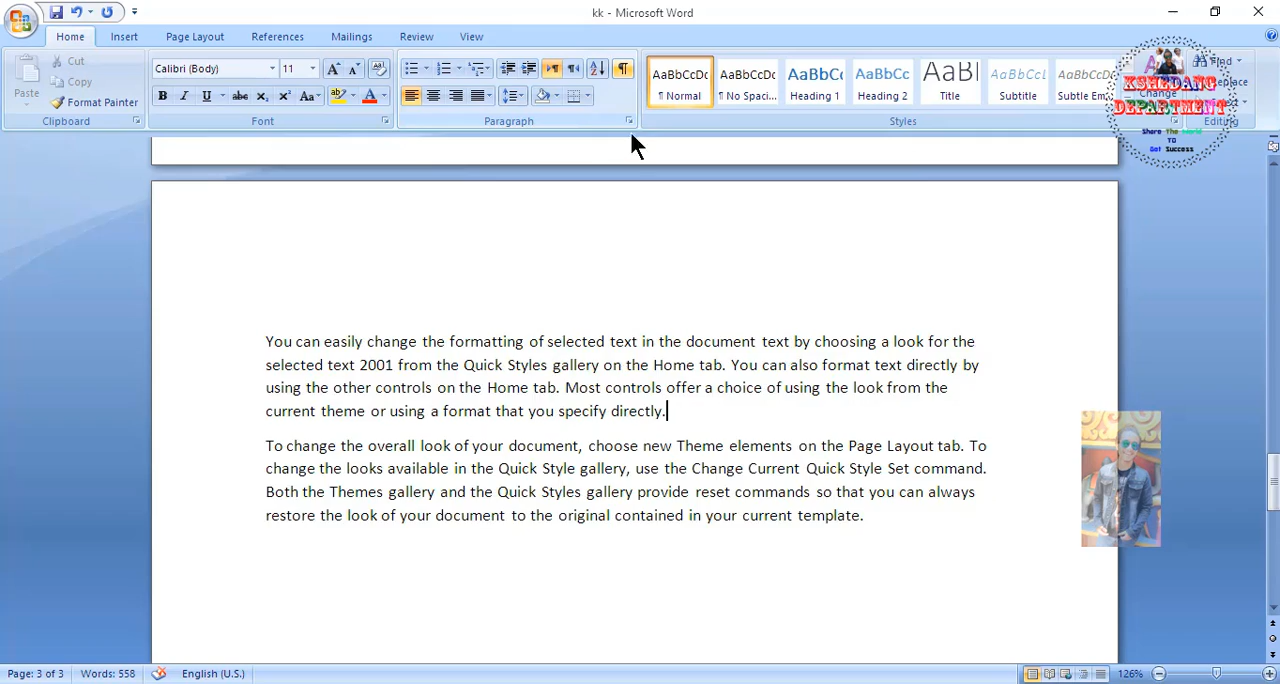 kk - Microsoft Word
Home Insert Page Layout References Mailings Review View
Paste
Cut
Copy
Format Painter
Clipboard
Calibri (Body) 11
Font
Paragraph
AaBbCcDc AaBbCcDc AaBbCc AaBbCc AaBl AaBbCcL AaBbCcDc
¶ Normal ¶ No Spaci... Heading 1 Heading 2 Title Subtitle Subtle Em...
Change
Styles
Find
Editing
KSHEDANG
DEPARTMENT
Share The World
TO
Got Success
You can easily change the formatting of selected text in the document text by choosing a look for the
selected text 2001 from the Quick Styles gallery on the Home tab. You can also format text directly by
using the other controls on the Home tab. Most controls offer a choice of using the look from the
current theme or using a format that you specify directly.
To change the overall look of your document, choose new Theme elements on the Page Layout tab. To
change the looks available in the Quick Style gallery, use the Change Current Quick Style Set command.
Both the Themes gallery and the Quick Styles gallery provide reset commands so that you can always
restore the look of your document to the original contained in your current template.
Page: 3 of 3 Words: 558 English (U.S.) 126%